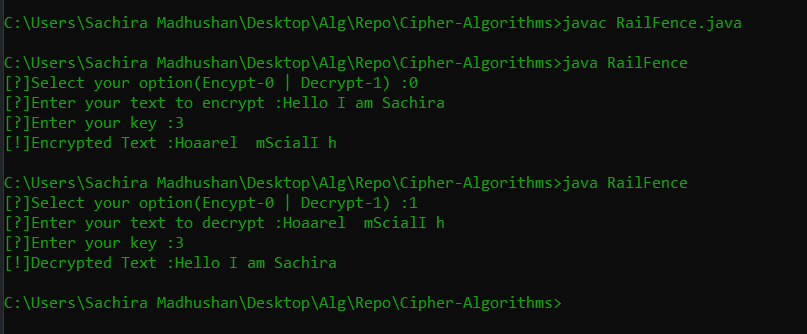 C:\Users\Sachira Madhushan\Desktop\Alg\Repo\Cipher-Algorithms>javac RailFence.java
C:\Users\Sachira Madhushan\Desktop\Alg\Repo\Cipher-Algorithms>java RailFence
[?]Select your option(Encypt-0 | Decrypt-1) :0
[?]Enter your text to encrypt :Hello I am Sachira
[?]Enter your key :3
[!]Encrypted Text :Hoaarel  mScialI h
C:\Users\Sachira Madhushan\Desktop\Alg\Repo\Cipher-Algorithms>java RailFence
[?]Select your option(Encypt-0 | Decrypt-1) :1
[?]Enter your text to decrypt :Hoaarel  mScialI h
[?]Enter your key :3
[!]Decrypted Text :Hello I am Sachira
C:\Users\Sachira Madhushan\Desktop\Alg\Repo\Cipher-Algorithms>